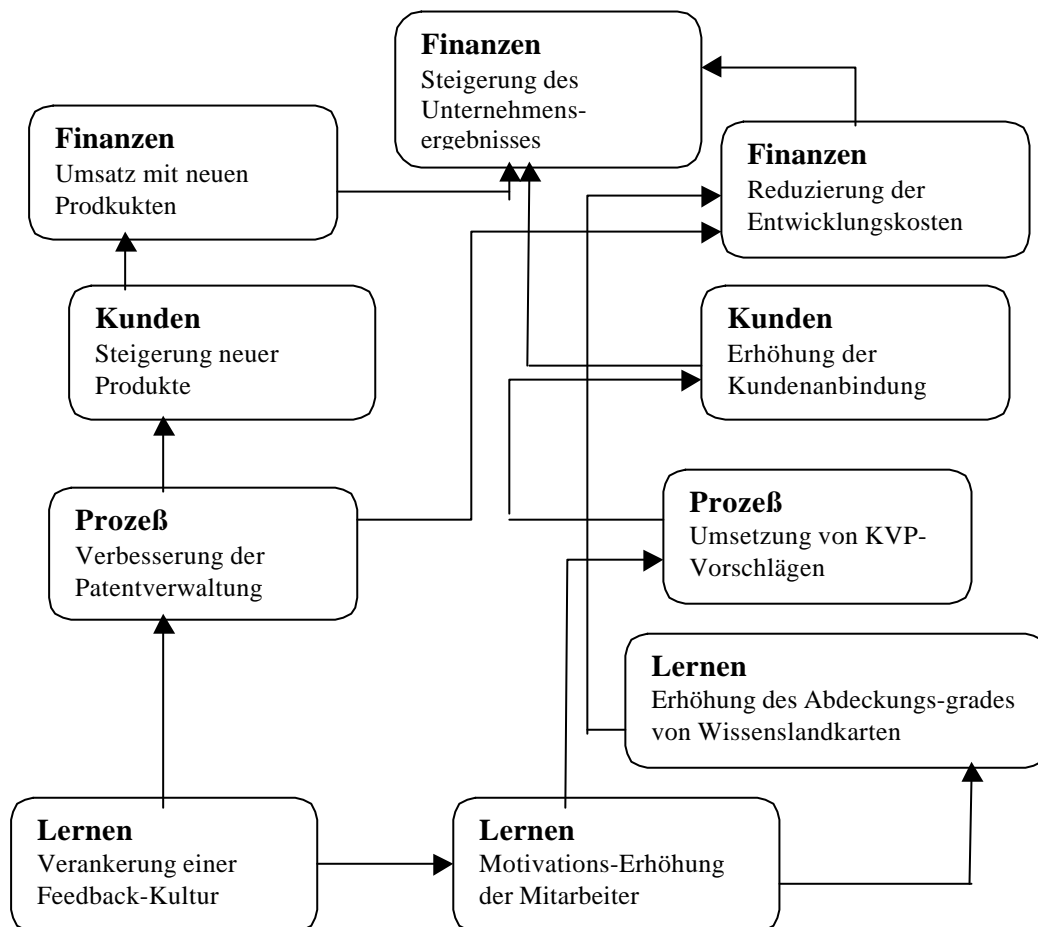 Finanzen
Steigerung des
Unternehmens-
ergebnisses
Finanzen
Umsatz mit neuen
Prodkukten
Finanzen
Reduzierung der
Entwicklungskosten
Kunden
Steigerung neuer
Produkte
Kunden
Erhöhung der
Kundenanbindung
Prozeß
Verbesserung der
Patentverwaltung
Prozeß
Umsetzung von KVP-
Vorschlägen
Lernen
Erhöhung des Abdeckungs-grades
von Wissenslandkarten
Lernen
Verankerung einer
Feedback-Kultur
Lernen
Motivations-Erhöhung
der Mitarbeiter